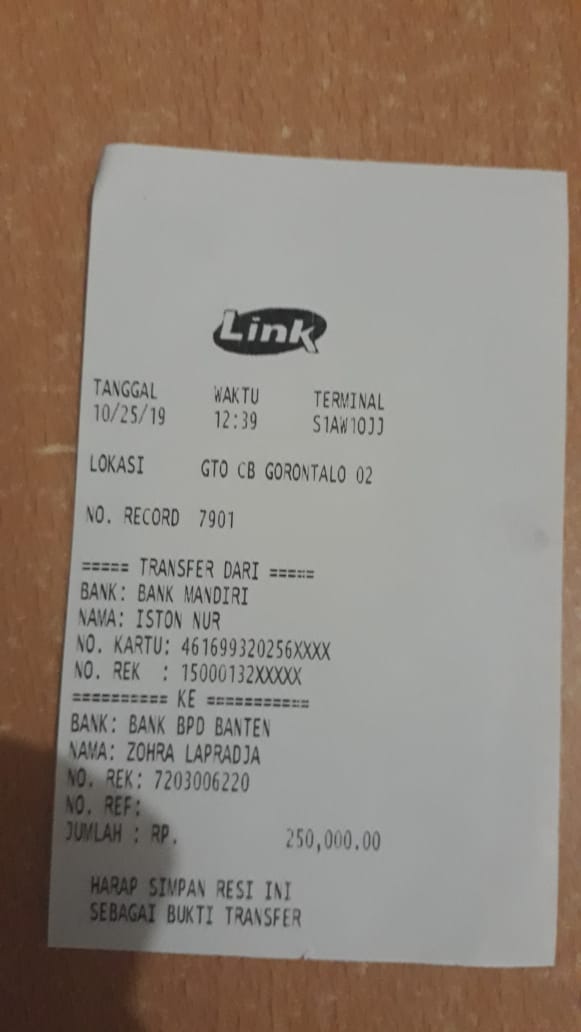 Link
TANGGAL WAKTU TERMINAL
10/25/19 12:39 S1AW10JJ
LOKASI GTO CB GORONTALO 02
NO. RECORD 7901
===== TRANSFER DARI =====
BANK: BANK MANDIRI
NAMA: ISTON NUR
NO. KARTU: 461699320256XXXX
NO. REK : 15000132XXXXX
========== KE ===========
BANK: BANK BPD BANTEN
NAMA: ZOHRA LAPRADJA
NO. REK: 7203006220
NO. REF:
JUMLAH : RP. 250,000.00
HARAP SIMPAN RESI INI
SEBAGAI BUKTI TRANSFER